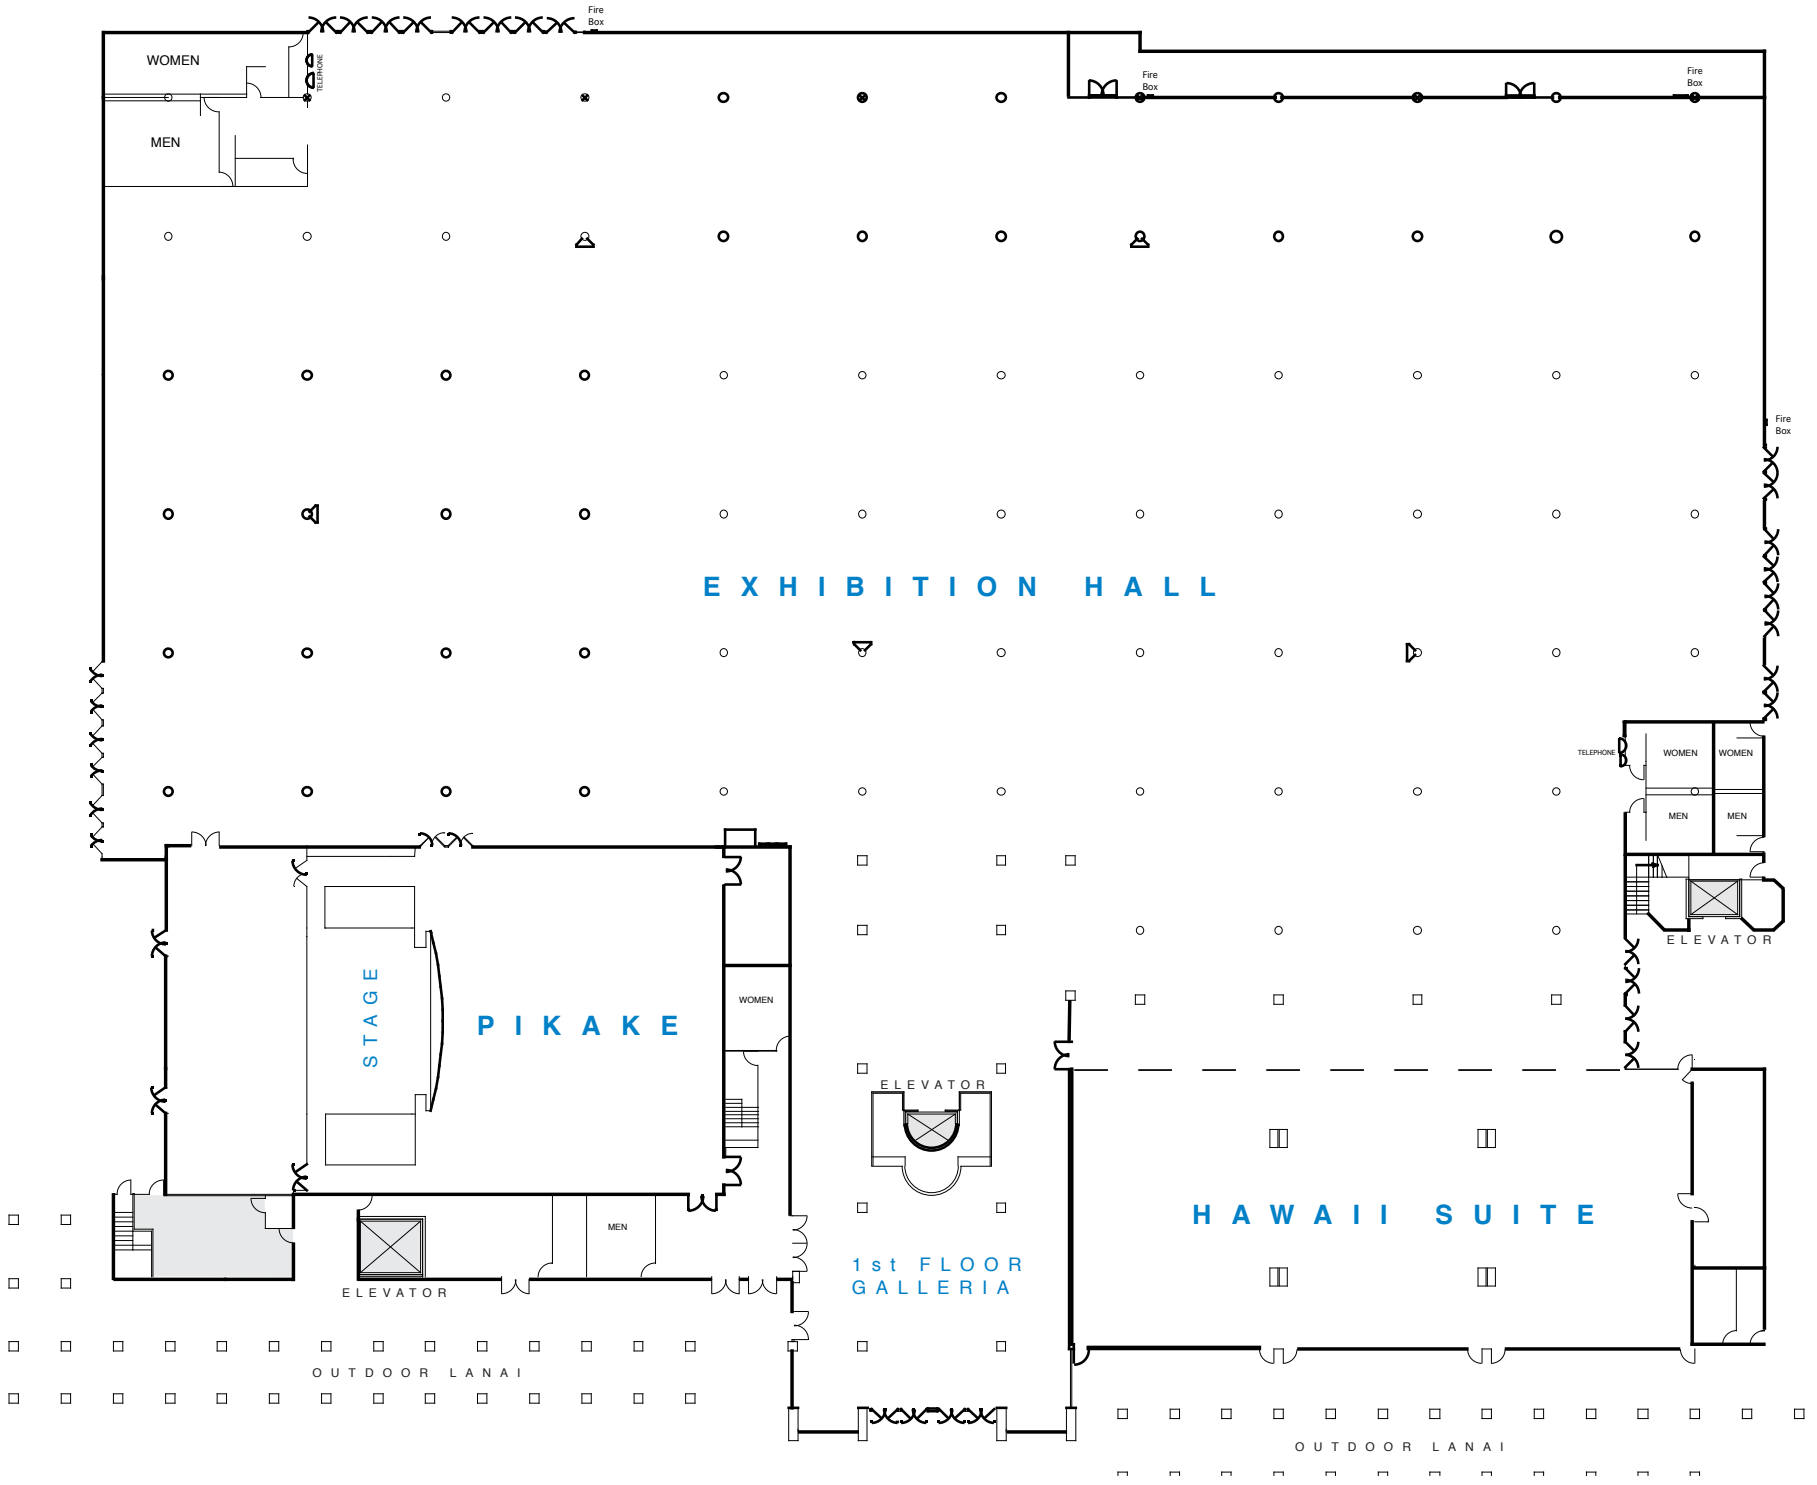 Fire
Box
WOMEN
TELEPHONE
Fire
Box
Fire
Box
MEN
Fire
Box
EXHIBITION HALL
TELEPHONE
WOMEN
WOMEN
MEN
MEN
ELEVATOR
STAGE
PIKAKE
WOMEN
ELEVATOR
HAWAII SUITE
MEN
1st FLOOR
GALLERIA
ELEVATOR
OUTDOOR LANAI
OUTDOOR LANAI